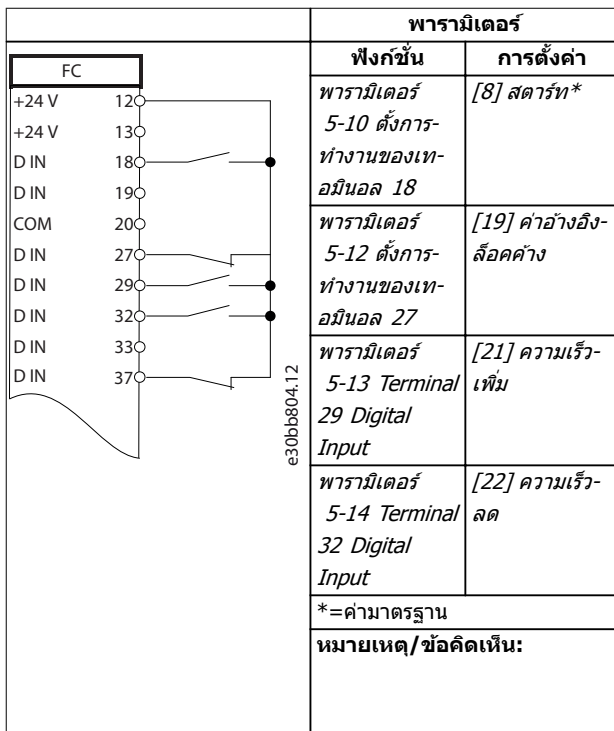 FC
+24 V 12
+24 V 13
D IN 18
D IN 19
COM 20
D IN 27
D IN 29
D IN 32
D IN 33
D IN 37
e30bb804.12
พารามิเตอร์
ฟังก์ชั่น การตั้งค่า
พารามิเตอร์ [8] สตาร์ท*
5-10 ตั้งการ-
ทำงานของเท-
อมินอล 18
พารามิเตอร์ [19] ค่าอ้างอิง-
5-12 ตั้งการ- ล็อคค้าง
ทำงานของเท-
อมินอล 27
พารามิเตอร์ [21] ความเร็ว-
5-13 Terminal เพิ่ม
29 Digital
Input
พารามิเตอร์ [22] ความเร็ว-
5-14 Terminal ลด
32 Digital
Input
*=ค่ามาตรฐาน
หมายเหตุ/ข้อคิดเห็น: